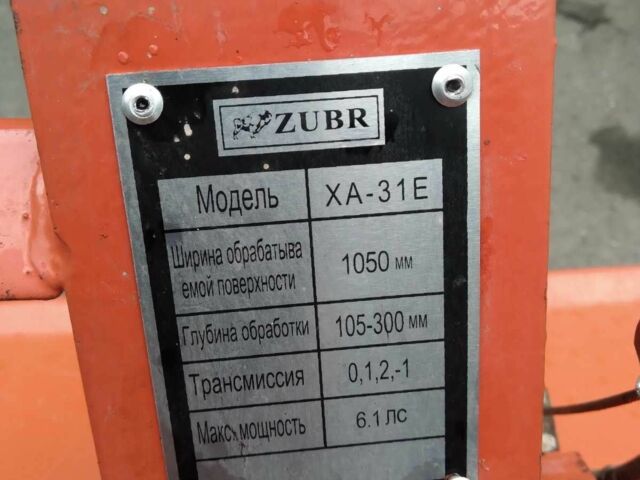 ZUBR
Модель XA-31E
Ширина обрабатыва
емой поверхности 1050 мм
Глубина обработки 105-300 мм
Трансмиссия 0,1,2,-1
Макс. мощность 6.1 ЛС